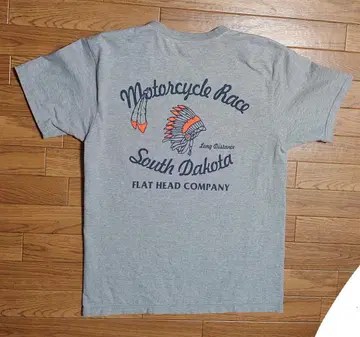 Motorcycle Race
Long Distance
South Dakota
FLAT HEAD COMPANY